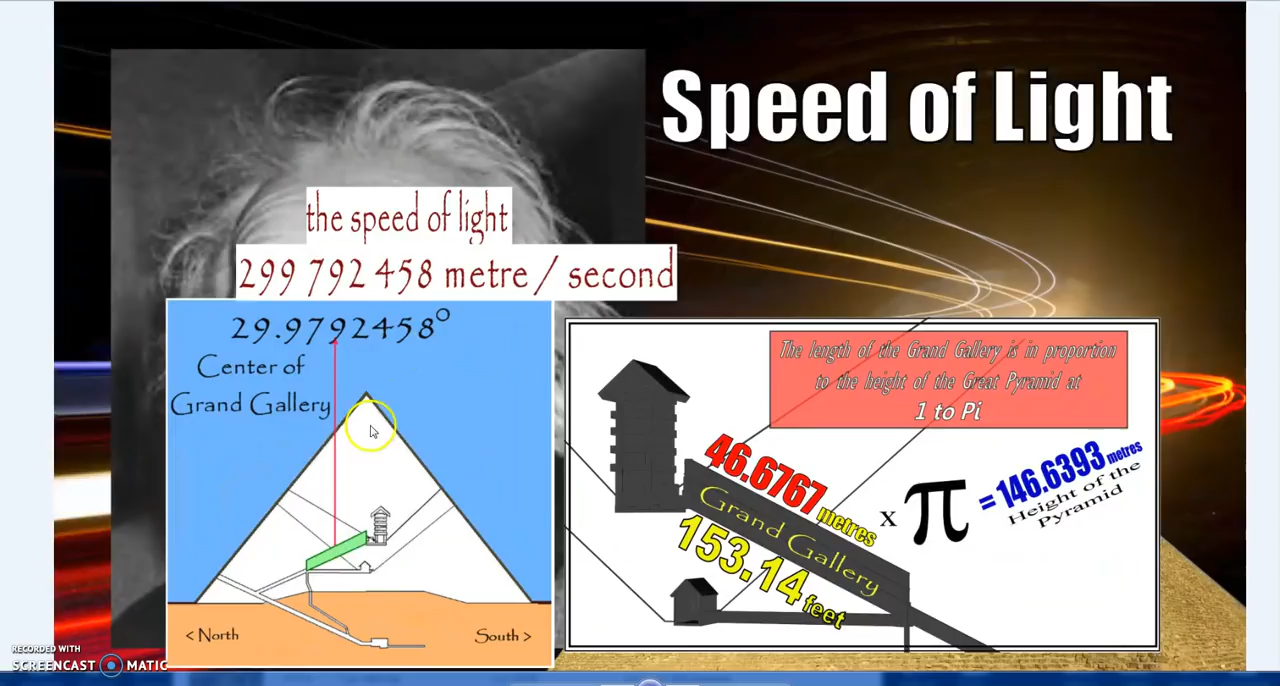 Speed of Light
the speed of light
299 792 458 metre / second
29.9792458°
Center of
Grand Gallery
< North
South >
The length of the Grand Gallery is in proportion
to the height of the Great Pyramid at
1 to Pi
46.6767 metres
Grand Gallery
153.14 feet
x π = 146.6393 metres
Height of the
Pyramid
RECORDED WITH
SCREENCAST MATIC